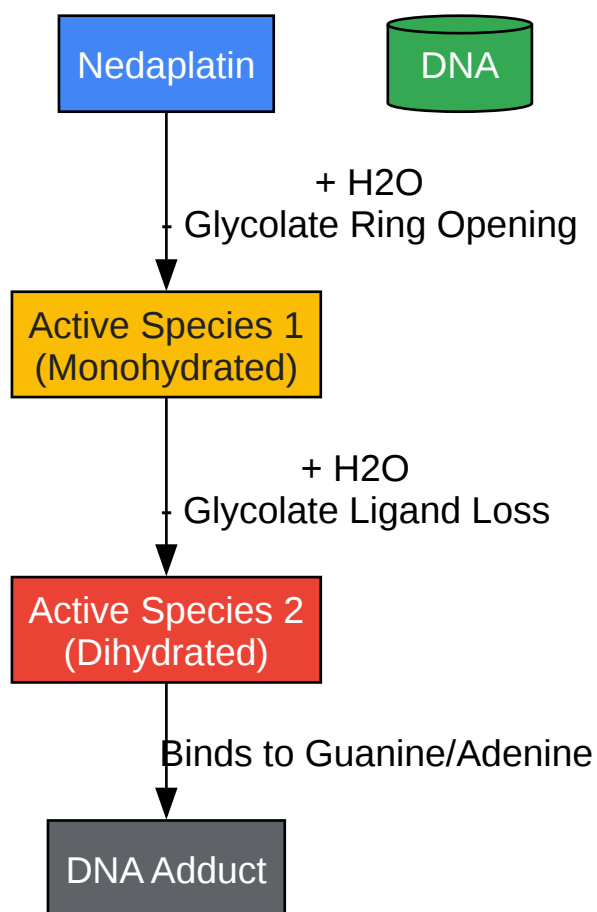 Nedaplatin
DNA
+ H2O
- Glycolate Ring Opening
Active Species 1
(Monohydrated)
+ H2O
- Glycolate Ligand Loss
Active Species 2
(Dihydrated)
Binds to Guanine/Adenine
DNA Adduct